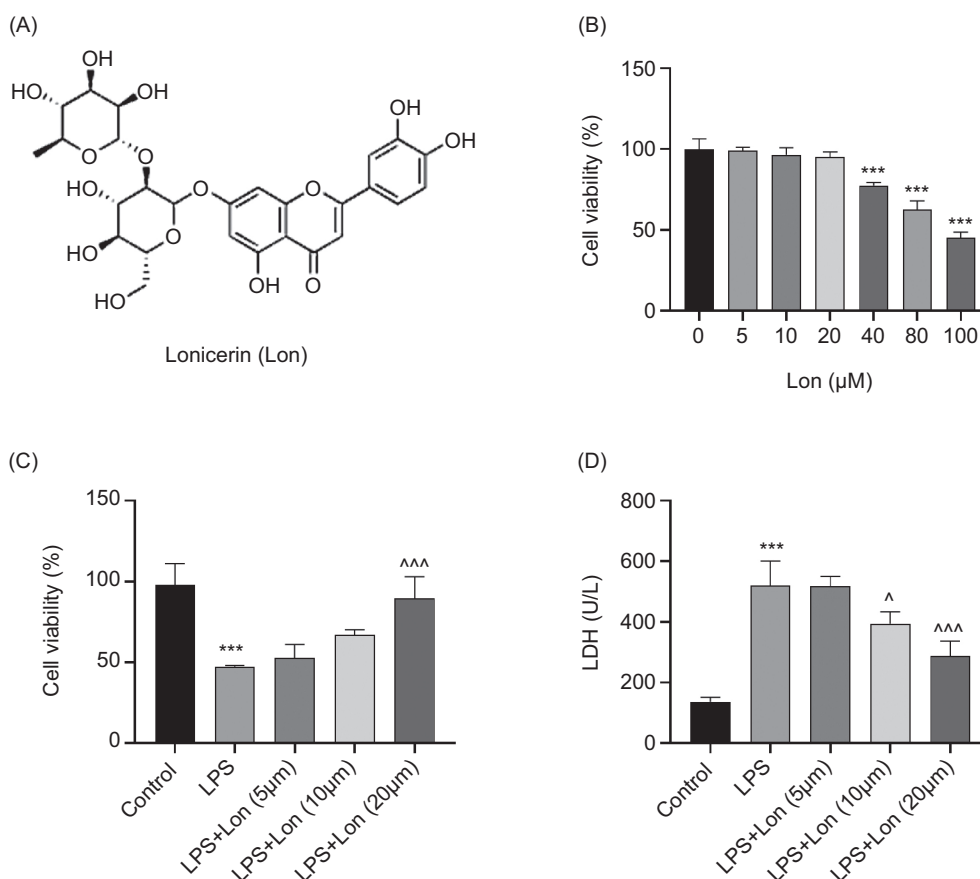 (A)
OH
HO
OH
HO
O
O
HO
O
HO
O
HO
OH
O
O
OH
OH
Lonicerin (Lon)
(B)
Cell viability (%)
150
100
50
0
***
***
***
0 5 10 20 40 80 100
Lon (µM)
(C)
Cell viability (%)
150
100
50
0
***
^^^
Control
LPS
LPS+Lon (5µm)
LPS+Lon (10µm)
LPS+Lon (20µm)
(D)
LDH (U/L)
800
600
400
200
0
***
^
^^^
Control
LPS
LPS+Lon (5µm)
LPS+Lon (10µm)
LPS+Lon (20µm)